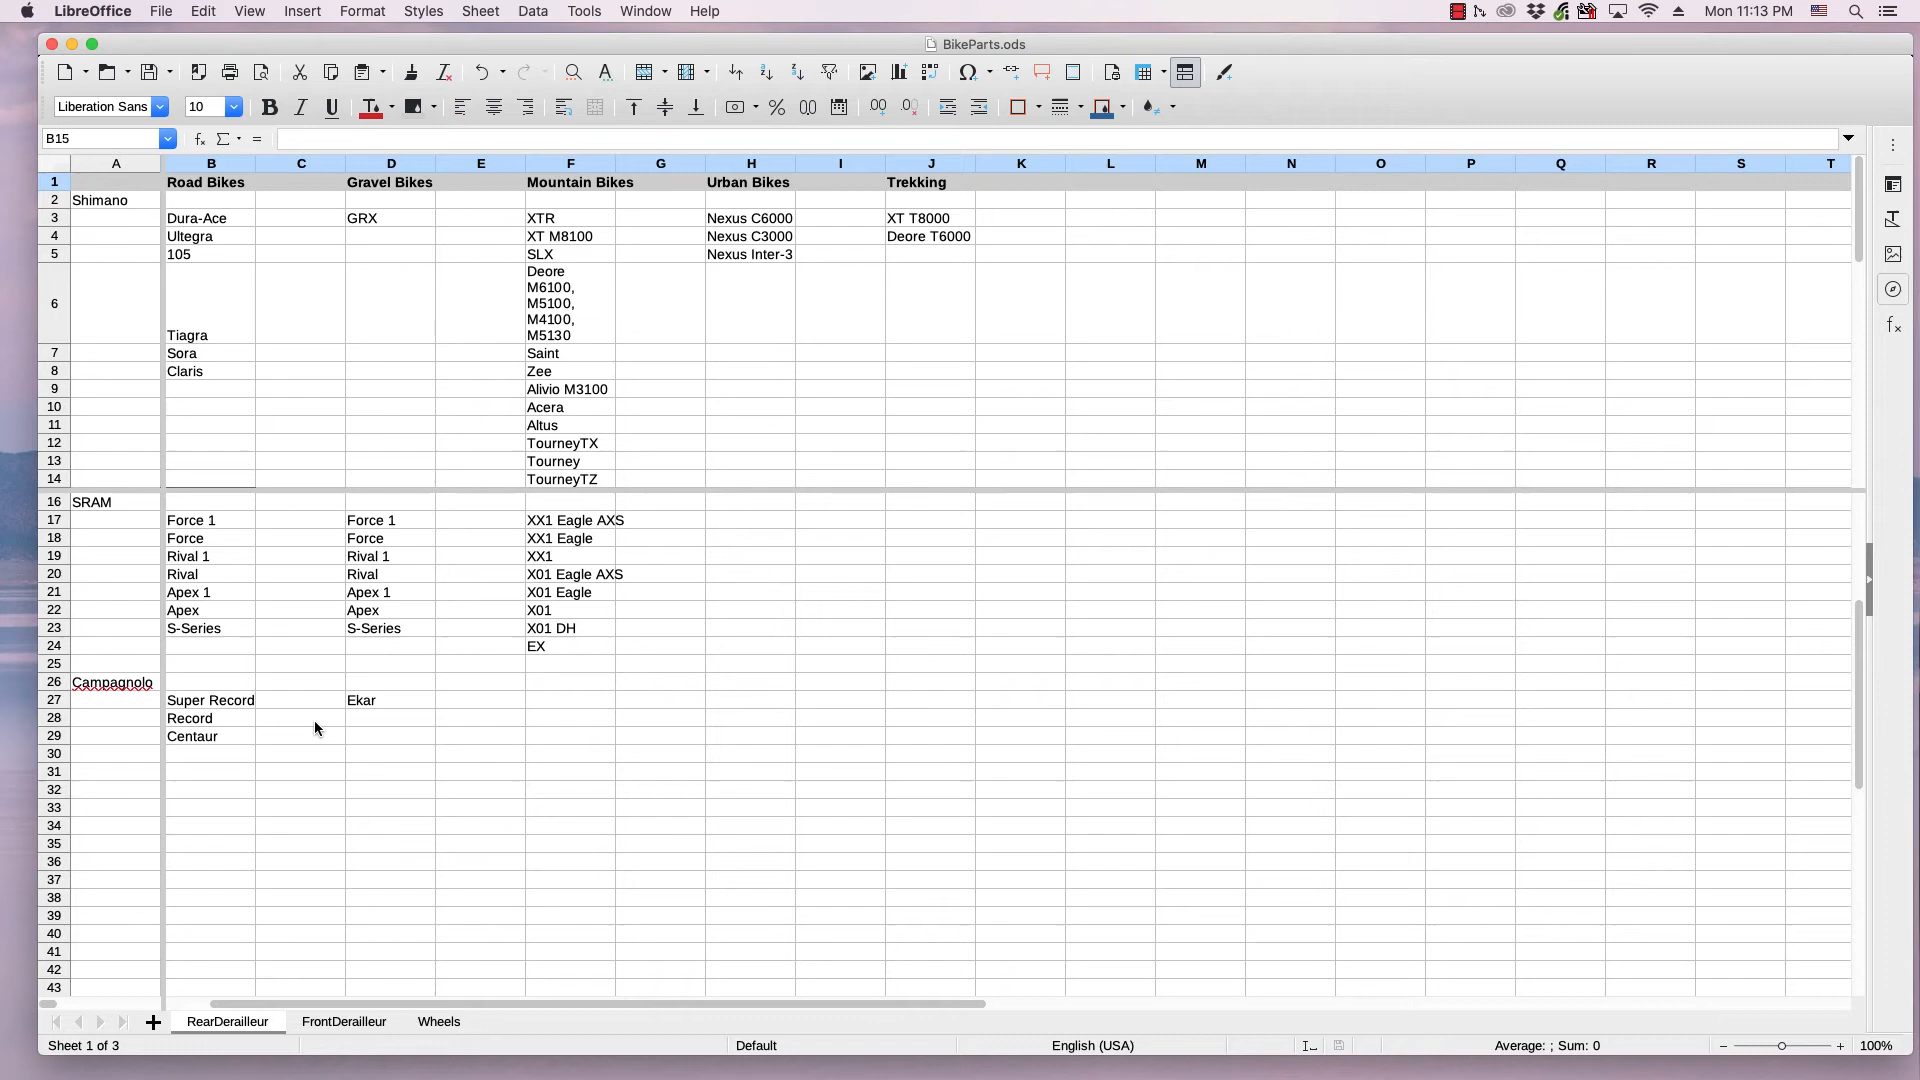 LibreOffice File Edit View Insert Format Styles Sheet Data Tools Window Help Mon 11:13 PM
BikeParts.ods
Liberation Sans 10
B15
A B C D E F G H I J K L M N O P Q R S T
1 Road Bikes Gravel Bikes Mountain Bikes Urban Bikes Trekking
2 Shimano
3 Dura-Ace GRX XTR Nexus C6000 XT T8000
4 Ultegra XT M8100 Nexus C3000 Deore T6000
5 105 SLX Nexus Inter-3
Deore
M6100,
6 M5100,
M4100,
Tiagra M5130
7 Sora Saint
8 Claris Zee
9 Alivio M3100
10 Acera
11 Altus
12 TourneyTX
13 Tourney
14 TourneyTZ
16 SRAM
17 Force 1 Force 1 XX1 Eagle AXS
18 Force Force XX1 Eagle
19 Rival 1 Rival 1 XX1
20 Rival Rival X01 Eagle AXS
21 Apex 1 Apex 1 X01 Eagle
22 Apex Apex X01
23 S-Series S-Series X01 DH
24 EX
25
26 Campagnolo
27 Super Record Ekar
28 Record
29 Centaur
30
31
32
33
34
35
36
37
38
39
40
41
42
43
RearDerailleur FrontDerailleur Wheels
Sheet 1 of 3 Default English (USA) Average: ; Sum: 0 100%